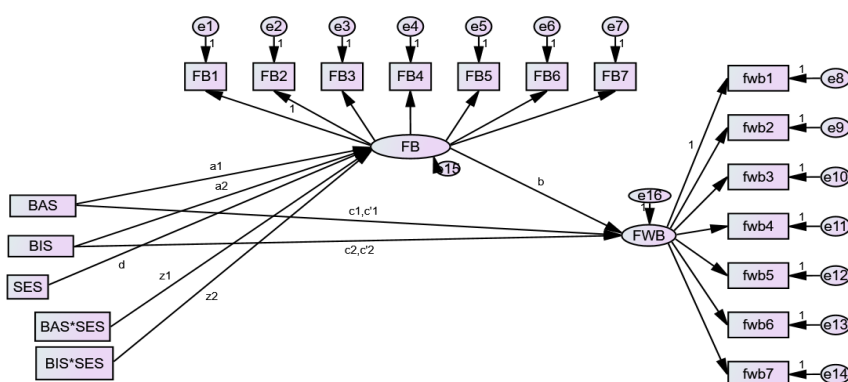 e1 e2 e3 e4 e5 e6 e7
1 1 1 1 1 1 1
FB1 FB2 FB3 FB4 FB5 FB6 FB7
1
FB
e15
a1
a2
b
BAS
c1,c'1
BIS
c2,c'2
d
SES
z1
z2
BAS*SES
BIS*SES
e16
1
FWB
1
fwb1 1 e8
fwb2 1 e9
fwb3 1 e10
fwb4 1 e11
fwb5 1 e12
fwb6 1 e13
fwb7 1 e14